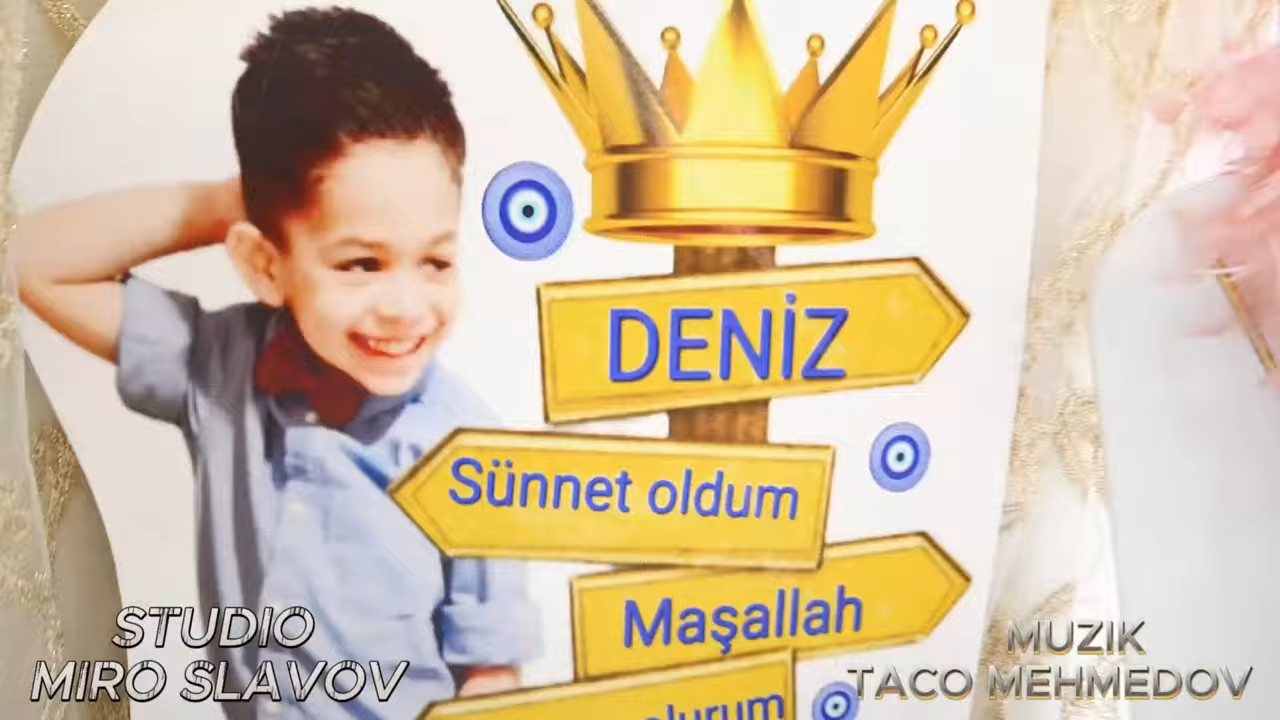 DENİZ
Sünnet oldum
Maşallah
STUDIO
MIRO SLAVOV
MUZIK
TACO MEHMEDOV